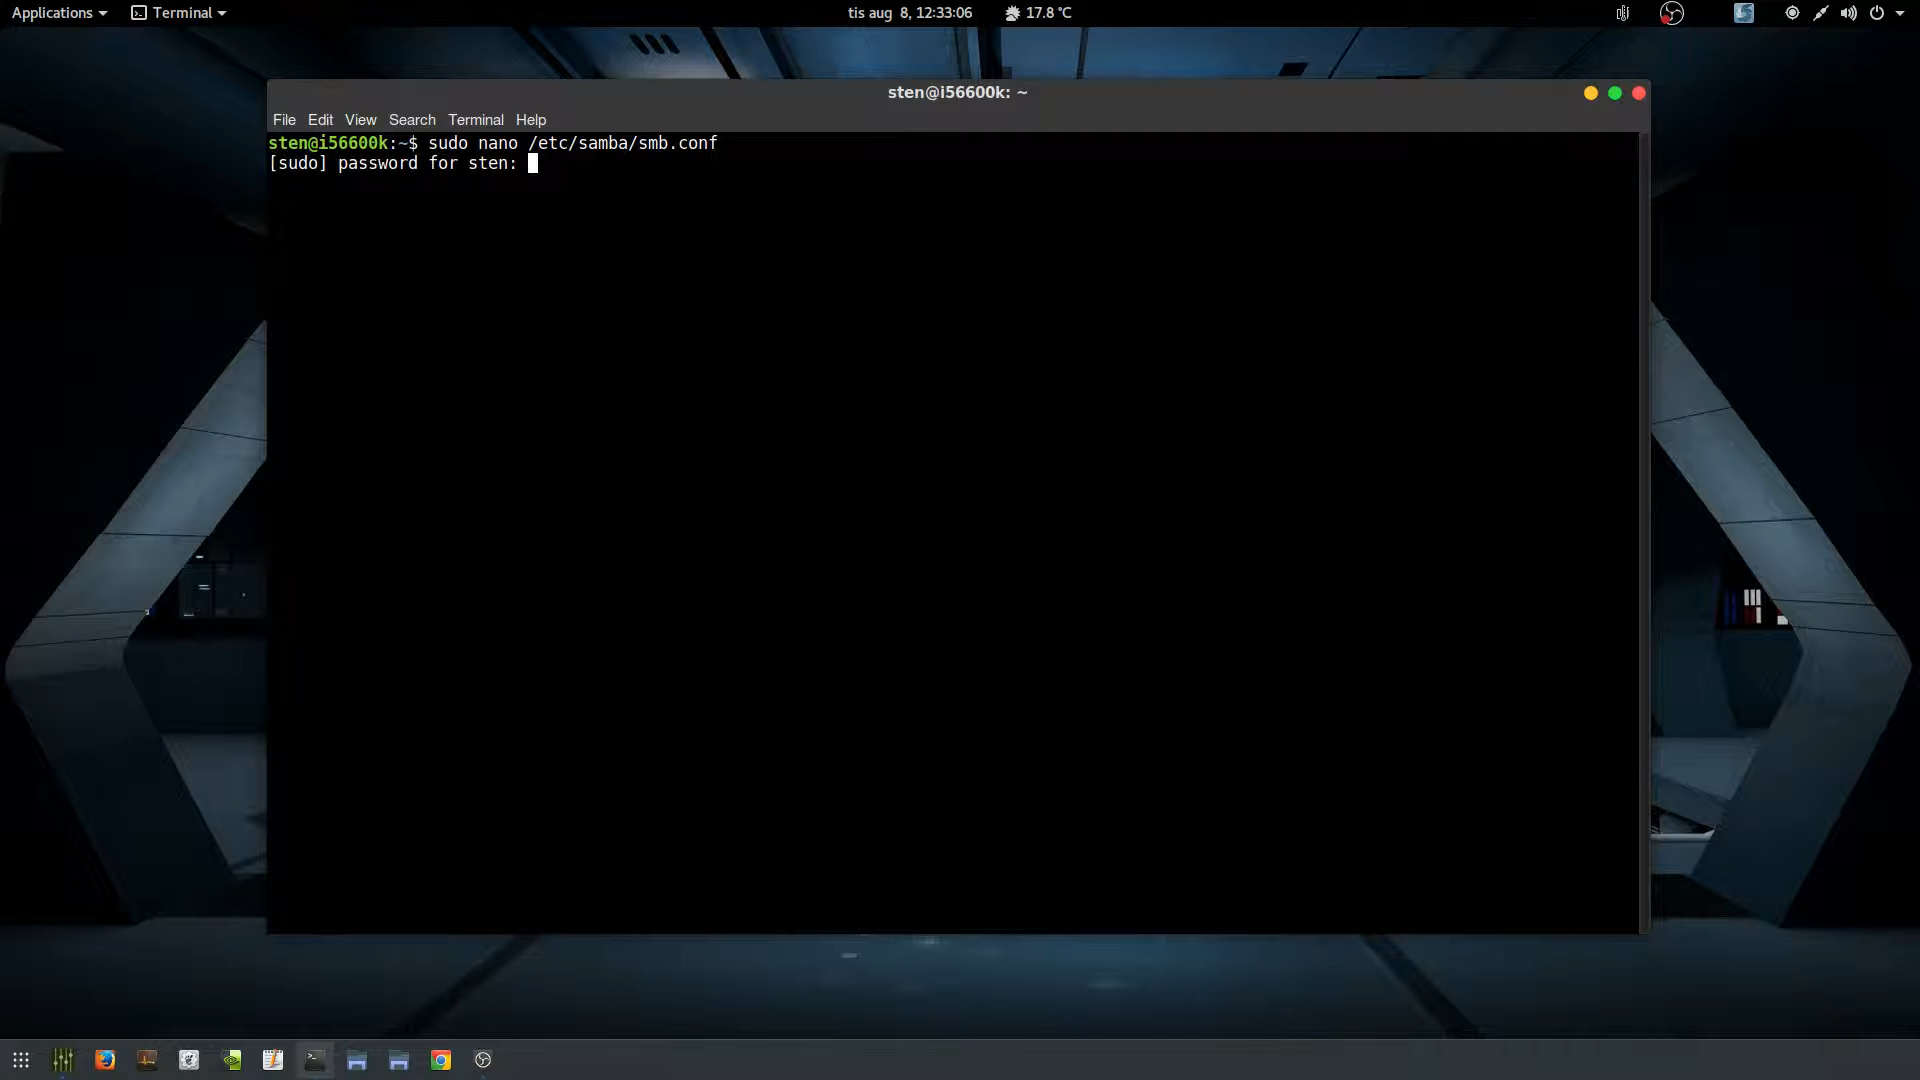 Applications
Terminal
tis aug 8, 12:33:06
17.8 °C
sten@i56600k: ~
File Edit View Search Terminal Help
sten@i56600k:~$ sudo nano /etc/samba/smb.conf
[sudo] password for sten: